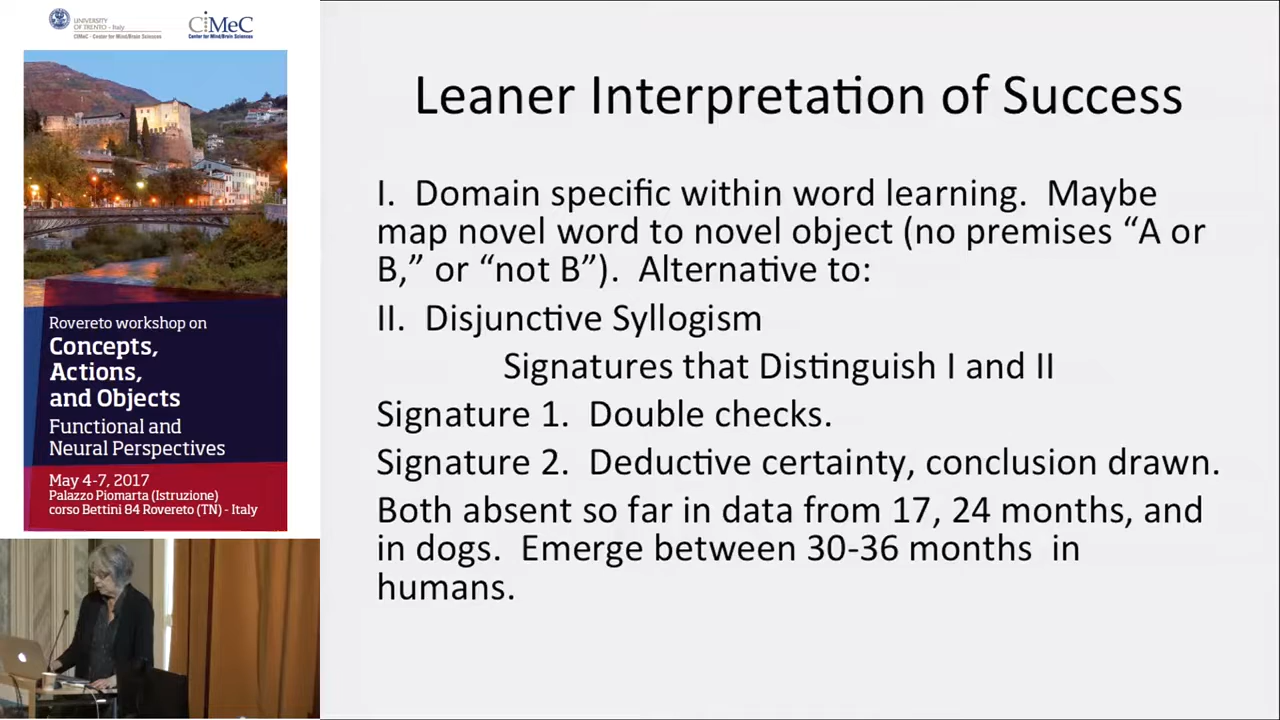 UNIVERSITY
OF TRENTO - Italy
CIMeC - Center for Mind/Brain Sciences
CiMeC
Center for Mind/Brain Sciences
Rovereto workshop on
Concepts,
Actions,
and Objects
Functional and
Neural Perspectives
May 4-7, 2017
Palazzo Piomarta (Istruzione)
corso Bettini 84 Rovereto (TN) - Italy
Leaner Interpretation of Success
I. Domain specific within word learning. Maybe
map novel word to novel object (no premises “A or
B,” or “not B”). Alternative to:
II. Disjunctive Syllogism
Signatures that Distinguish I and II
Signature 1. Double checks.
Signature 2. Deductive certainty, conclusion drawn.
Both absent so far in data from 17, 24 months, and
in dogs. Emerge between 30-36 months in
humans.